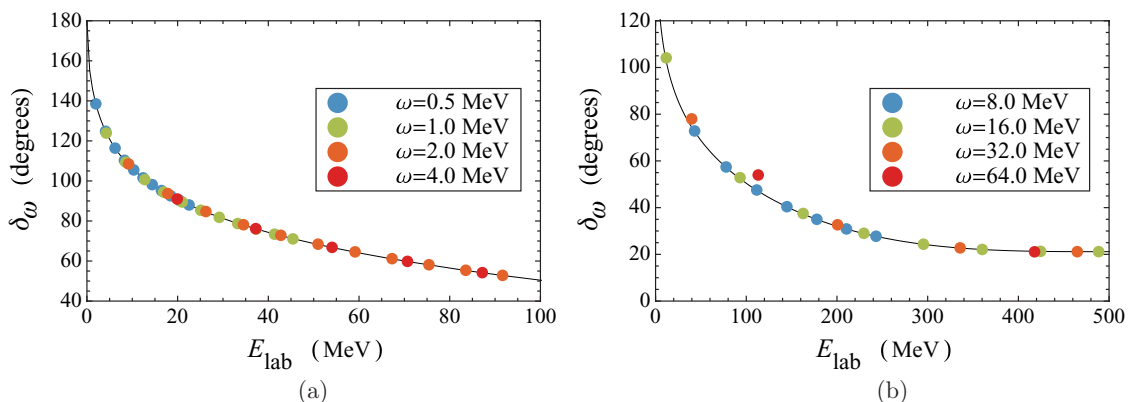 180
160
140
120
100
80
60
40
0 20 40 60 80 100
δω (degrees)
E_lab (MeV)
ω=0.5 MeV
ω=1.0 MeV
ω=2.0 MeV
ω=4.0 MeV
(a)
120
100
80
60
40
20
0
0 100 200 300 400 500
δω (degrees)
E_lab (MeV)
ω=8.0 MeV
ω=16.0 MeV
ω=32.0 MeV
ω=64.0 MeV
(b)